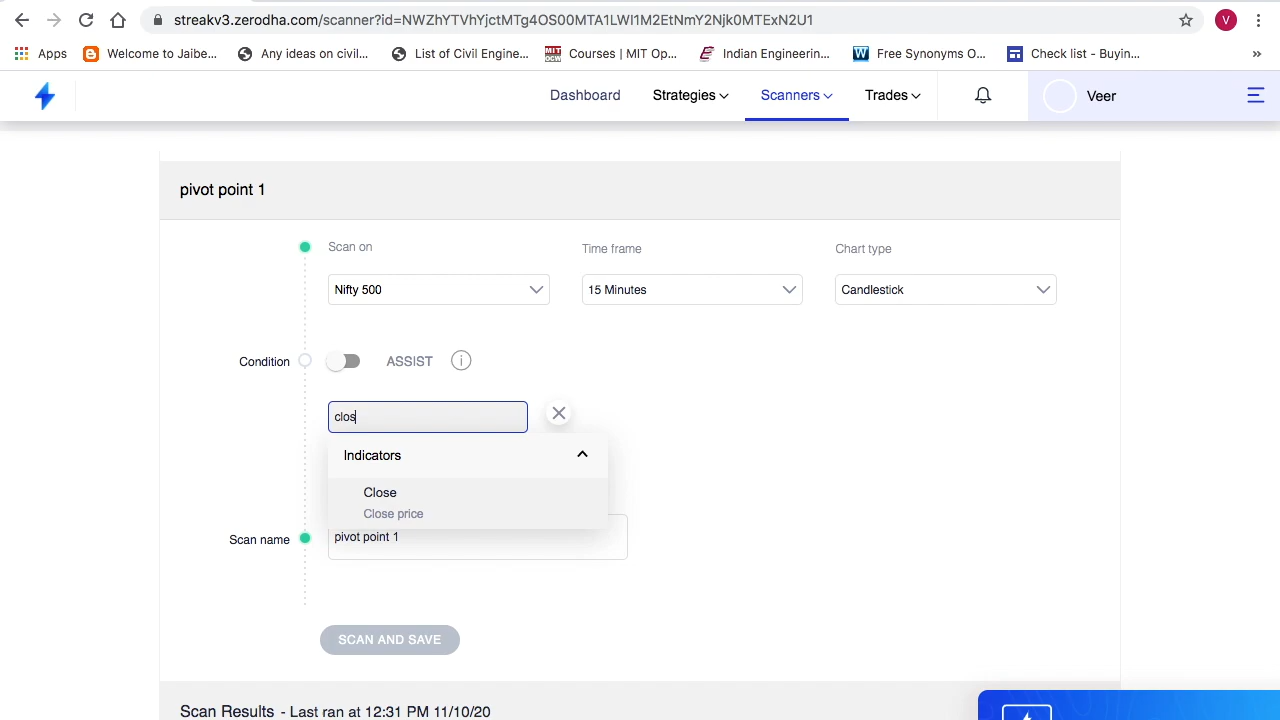 streakv3.zerodha.com/scanner?id=NWZhYTVhYjctMTg4OS00MTA1LWI1M2EtNmY2Njk0MTExN2U1
V
Apps
Welcome to Jaibe...
Any ideas on civil...
List of Civil Engine...
MIT OCW
Courses | MIT Op...
Indian Engineering...
W
Free Synonyms O...
Check list - Buyin...
»
Dashboard
Strategies
Scanners
Trades
Veer
pivot point 1
Scan on
Time frame
Chart type
Nifty 500
15 Minutes
Candlestick
Condition
ASSIST
i
clos
Indicators
Close
Close price
Scan name
pivot point 1
SCAN AND SAVE
Scan Results - Last ran at 12:31 PM 11/10/20